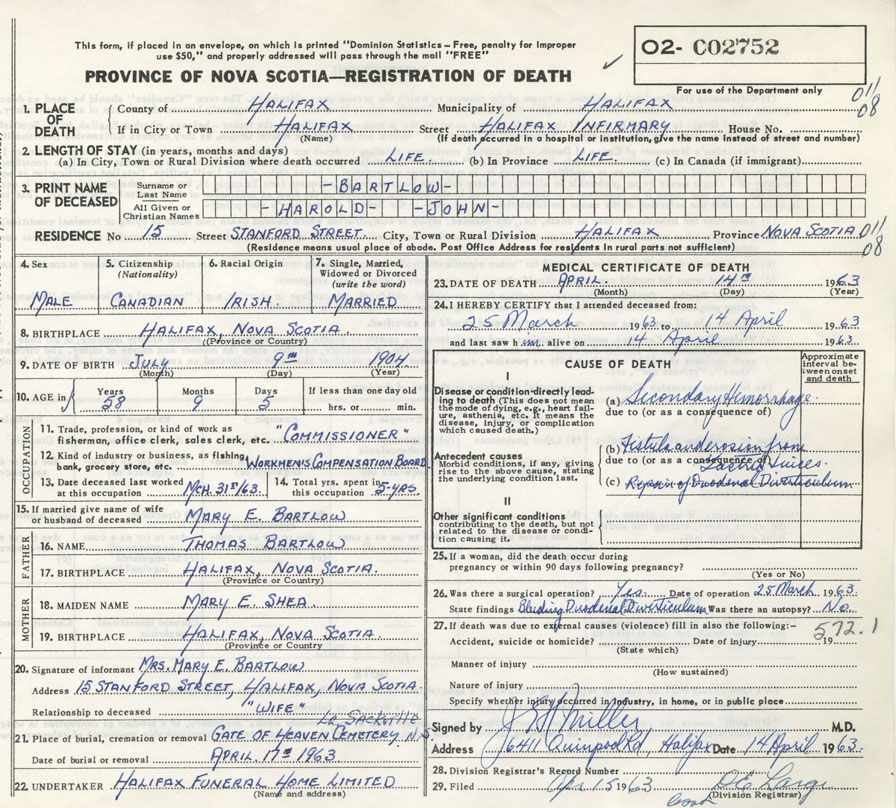 This form, if placed in an envelope, on which is printed "Dominion Statistics—Free, penalty for improper
use $50," and properly addressed will pass through the mail "FREE"
PROVINCE OF NOVA SCOTIA—REGISTRATION OF DEATH
O2- C02752
For use of the Department only
011
08
1. PLACE OF DEATH
County of HALIFAX Municipality of HALIFAX
If in City or Town HALIFAX Street HALIFAX INFIRMARY House No.
(Name) (If death occurred in a hospital or institution, give the name instead of street and number)
2. LENGTH OF STAY (in years, months and days)
(a) In City, Town or Rural Division where death occurred LIFE. (b) In Province LIFE. (c) In Canada (if immigrant)
3. PRINT NAME OF DECEASED
Surname or Last Name -BARTLOW-
All Given or Christian Names -HAROLD- -JOHN-
RESIDENCE No 15 Street STANFORD STREET. City, Town or Rural Division HALIFAX Province NOVA SCOTIA 011
08
(Residence means usual place of abode. Post Office Address for residents in rural parts not sufficient)
4. Sex
MALE
5. Citizenship (Nationality)
CANADIAN
6. Racial Origin
IRISH.
7. Single, Married, Widowed or Divorced (write the word)
MARRIED
8. BIRTHPLACE HALIFAX, NOVA SCOTIA.
(Province or Country)
9. DATE OF BIRTH JULY 9TH 1904
(Month) (Day) (Year)
10. AGE in
Years 58
Months 9
Days 5
If less than one day old
hrs. or min.
OCCUPATION
11. Trade, profession, or kind of work as fisherman, office clerk, sales clerk, etc. "COMMISSIONER"
12. Kind of industry or business, as fishing, bank, grocery store, etc. WORKMEN'S COMPENSATION BOARD
13. Date deceased last worked at this occupation MCH 31ST/63.
14. Total yrs. spent in this occupation 5-YRS.
15. If married give name of wife or husband of deceased MARY E. BARTLOW
FATHER
16. NAME THOMAS BARTLOW
17. BIRTHPLACE HALIFAX, NOVA SCOTIA.
(Province or Country)
MOTHER
18. MAIDEN NAME MARY E. SHEA.
19. BIRTHPLACE HALIFAX, NOVA SCOTIA.
(Province or Country)
20. Signature of informant MRS. MARY E. BARTLOW
Address 15 STANFORD STREET, HALIFAX, NOVA SCOTIA.
Relationship to deceased "WIFE"
Lr. Sackville
21. Place of burial, cremation or removal GATE OF HEAVEN CEMETERY N.S.
Date of burial or removal APRIL 17TH 1963
22. UNDERTAKER HALIFAX FUNERAL HOME LIMITED
(Name and address)
MEDICAL CERTIFICATE OF DEATH
23. DATE OF DEATH APRIL. 14TH 1963
(Month) (Day) (Year)
24. I HEREBY CERTIFY that I attended deceased from:
25 March 1963 to 14 April 1963
and last saw him alive on 14 April 1963
CAUSE OF DEATH
Approximate interval between onset and death
I
Disease or condition directly leading to death (This does not mean the mode of dying, e.g., heart failure, asthenia, etc. It means the disease, injury, or complication which caused death.)
(a) Secondary Hemorrhage.
due to (or as a consequence of)
Antecedent causes
Morbid conditions, if any, giving rise to the above cause, stating the underlying condition last.
(b) Fistula and erosion from
due to (or as a consequence of)
Juices.
(c) Repair of Duodenal Diverticulum
II
Other significant conditions
contributing to the death, but not related to the disease or condition causing it.
25. If a woman, did the death occur during pregnancy or within 90 days following pregnancy?
(Yes or No)
26. Was there a surgical operation? Yes. Date of operation 25 March 1963.
State findings Bleeding Duodenal Diverticulum Was there an autopsy? No.
27. If death was due to external causes (violence) fill in also the following:—
572.1
Accident, suicide or homicide? Date of injury 19
(State which)
Manner of injury
(How sustained)
Nature of injury
Specify whether injury occurred in industry, in home, or in public place
Signed by Miller M.D.
Address 6411 Quinpool Rd, Halifax Date 14 April 1963.
28. Division Registrar's Record Number
29. Filed Apr 15 1963
(Division Registrar)